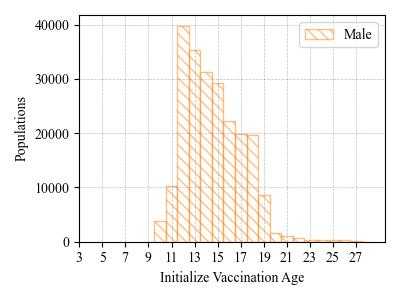 Male
Populations
40000
30000
20000
10000
0
3 5 7 9 11 13 15 17 19 21 23 25 27
Initialize Vaccination Age